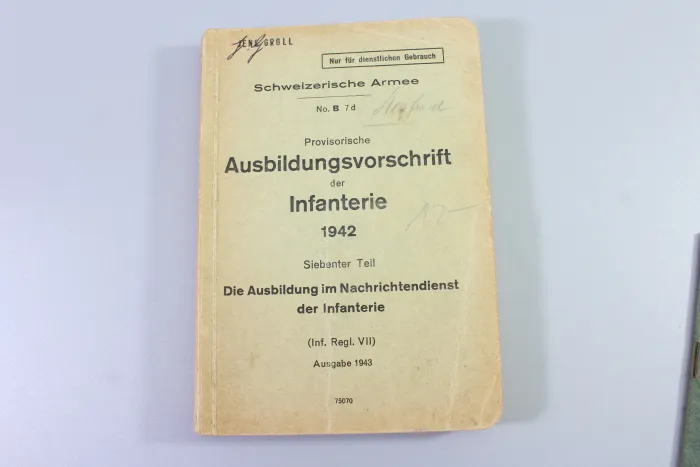 GROLL
Nur für dienstlichen Gebrauch
Schweizerische Armee
No. B 7d
Provisorische
Ausbildungsvorschrift
der
Infanterie
1942
Siebenter Teil
Die Ausbildung im Nachrichtendienst
der Infanterie
(Inf. Regl. VII)
Ausgabe 1943
75070